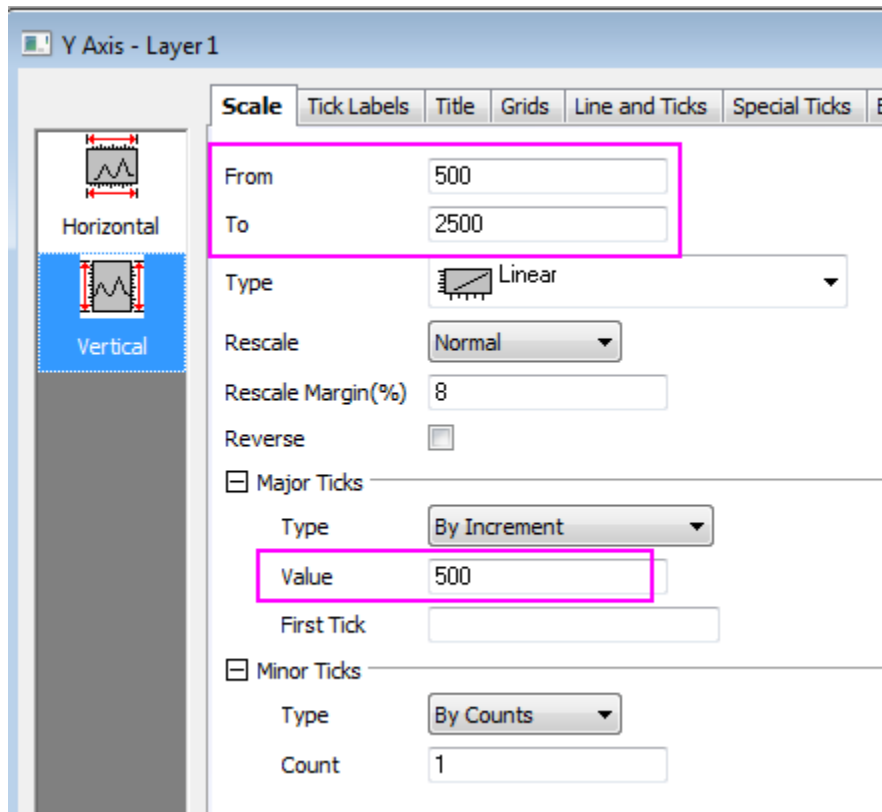 Y Axis - Layer 1
Scale Tick Labels Title Grids Line and Ticks Special Ticks
Horizontal
Vertical
From 500
To 2500
Type Linear
Rescale Normal
Rescale Margin(%) 8
Reverse
Major Ticks
Type By Increment
Value 500
First Tick
Minor Ticks
Type By Counts
Count 1